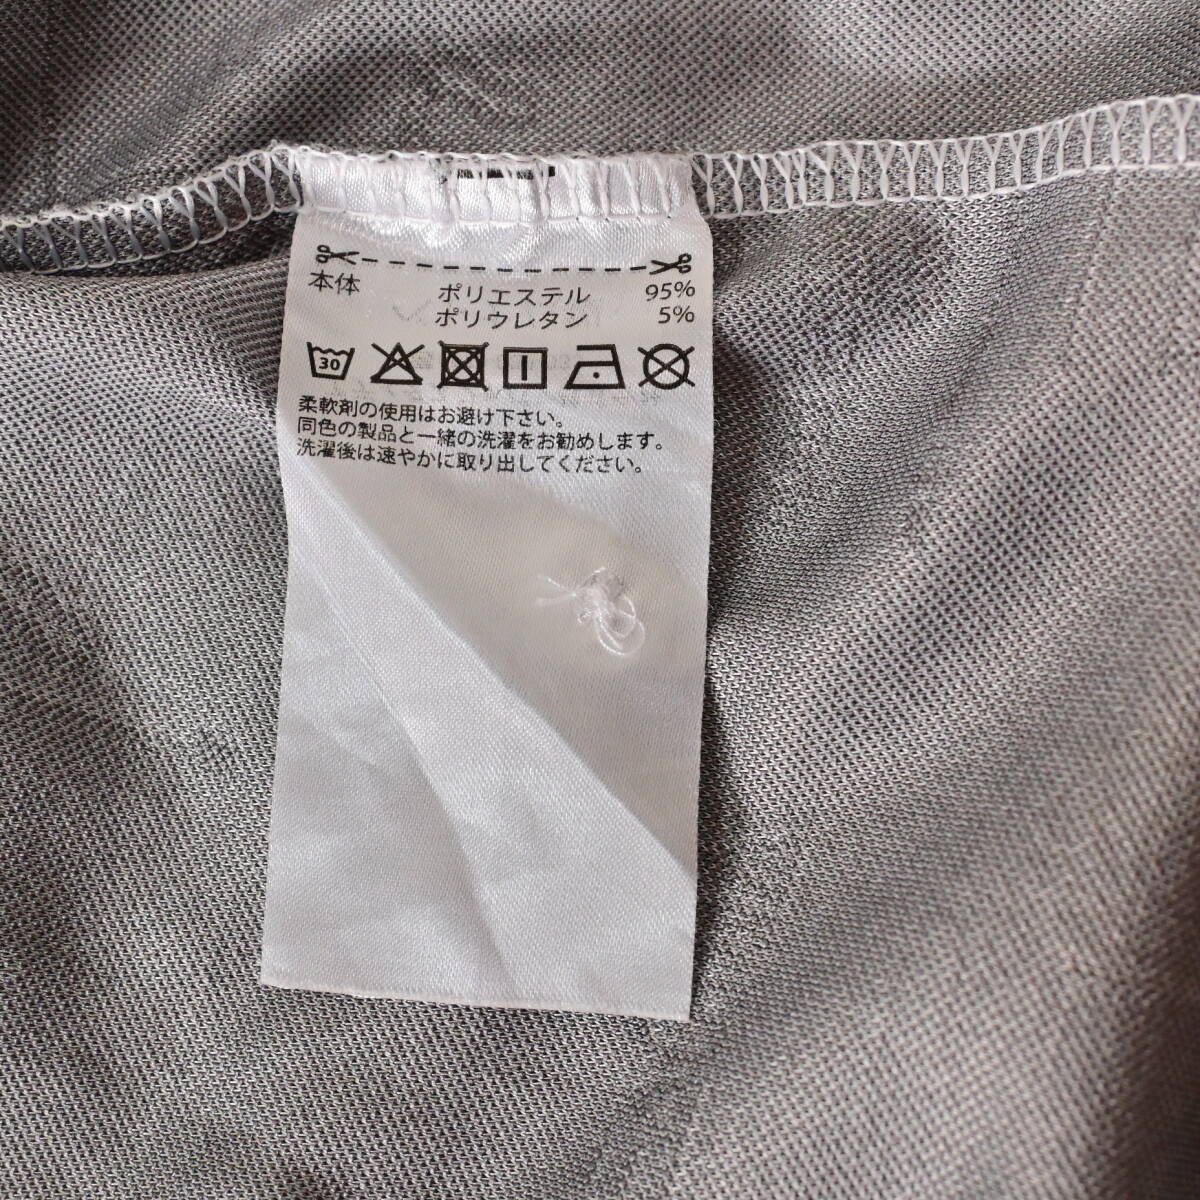 本体 ポリエステル 95%
ポリウレタン 5%
30
柔軟剤の使用はお避け下さい。
同色の製品と一緒の洗濯をお勧めします。
洗濯後は速やかに取り出してください。